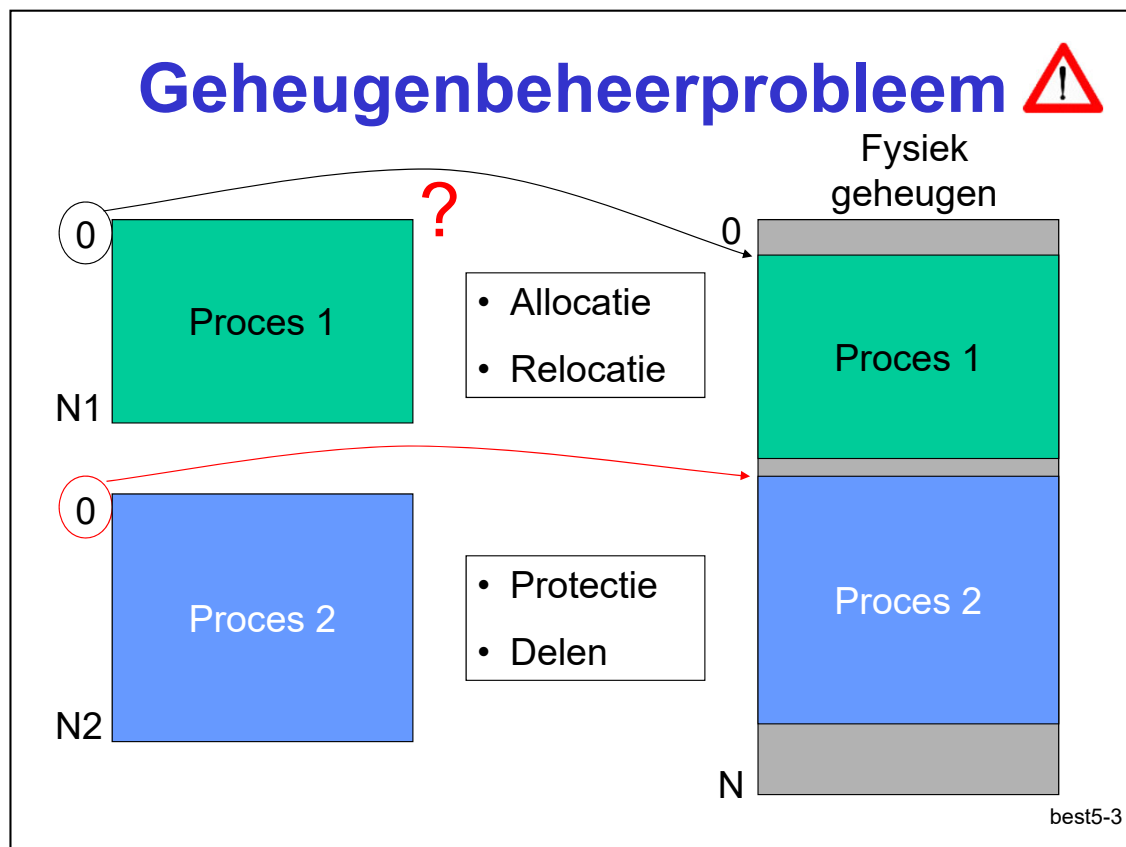 Geheugenbeheerprobleem
!
Fysiek
geheugen
0
?
0
Proces 1
N1
• Allocatie
• Relocatie
Proces 1
0
Proces 2
N2
• Protectie
• Delen
Proces 2
N
best5-3